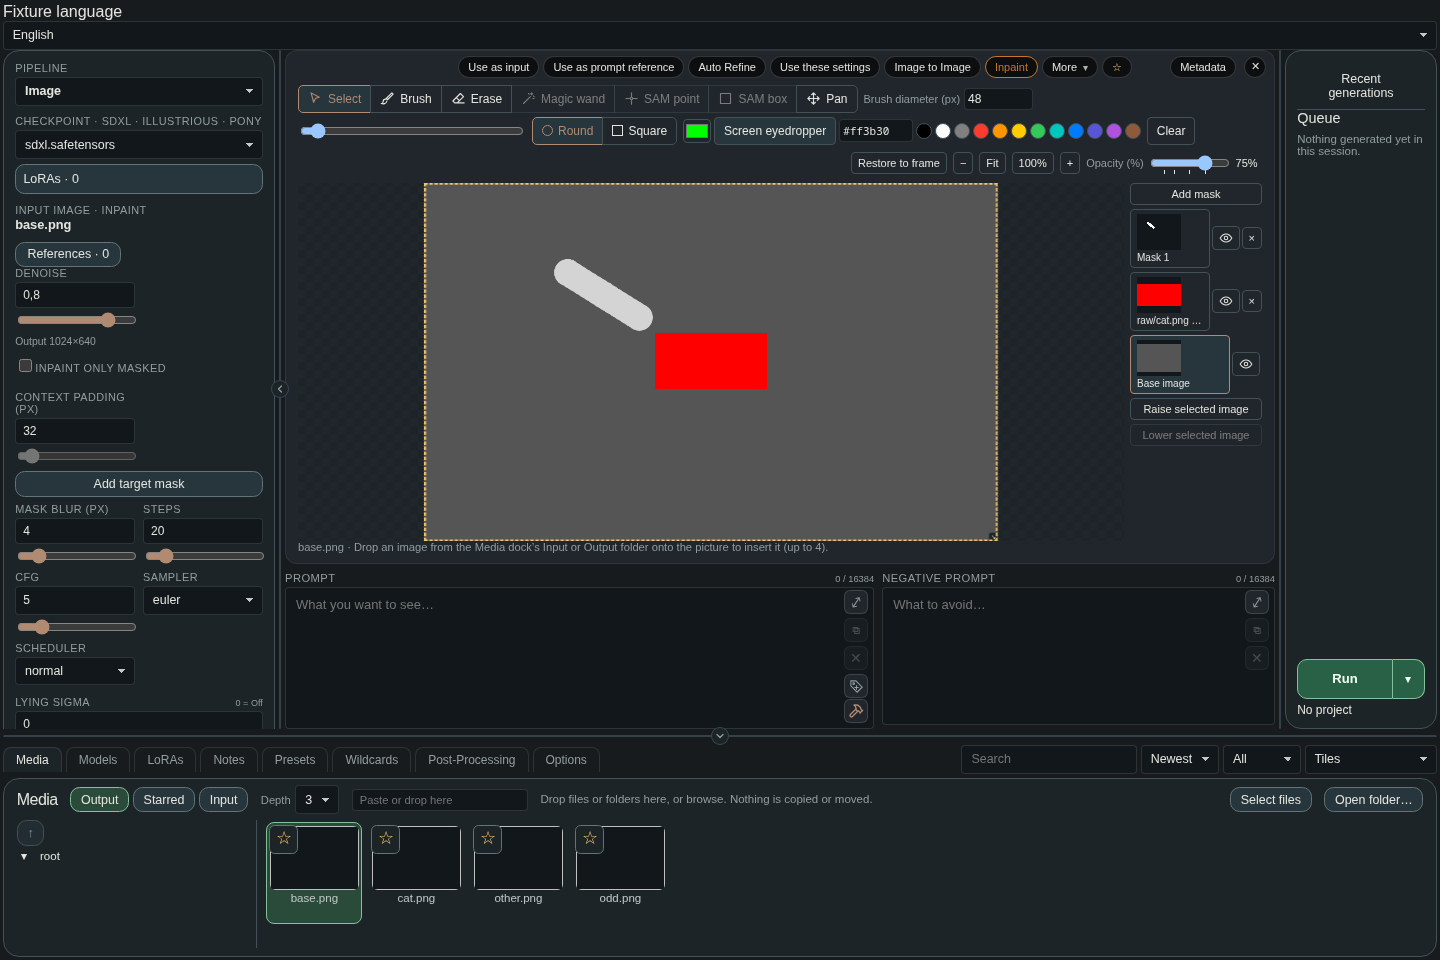 Fixture language
English
PIPELINE
Image
CHECKPOINT · SDXL · ILLUSTRIOUS · PONY
sdxl.safetensors
LoRAs · 0
INPUT IMAGE · INPAINT
base.png
References · 0
DENOISE
0,8
Output 1024×640
INPAINT ONLY MASKED
CONTEXT PADDING
(PX)
32
Add target mask
MASK BLUR (PX) STEPS
4 20
CFG SAMPLER
5 euler
SCHEDULER
normal
LYING SIGMA 0 = Off
0
Use as input Use as prompt reference Auto Refine Use these settings Image to Image Inpaint More ▾ ☆ Metadata ✕
Select Brush Erase Magic wand SAM point SAM box Pan Brush diameter (px) 48
Round Square Screen eyedropper #ff3b30 Clear
Restore to frame − Fit 100% + Opacity (%) 75%
Add mask
Mask 1 ×
raw/cat.png … ×
Base image
Raise selected image
Lower selected image
base.png · Drop an image from the Media dock's Input or Output folder onto the picture to insert it (up to 4).
PROMPT 0 / 16384
What you want to see…
NEGATIVE PROMPT 0 / 16384
What to avoid…
Recent
generations
Queue
Nothing generated yet in
this session.
Run ▾
No project
Media Models LoRAs Notes Presets Wildcards Post-Processing Options Search Newest All Tiles
Media Output Starred Input Depth 3 Paste or drop here Drop files or folders here, or browse. Nothing is copied or moved. Select files Open folder…
↑
▾ root
base.png cat.png other.png odd.png